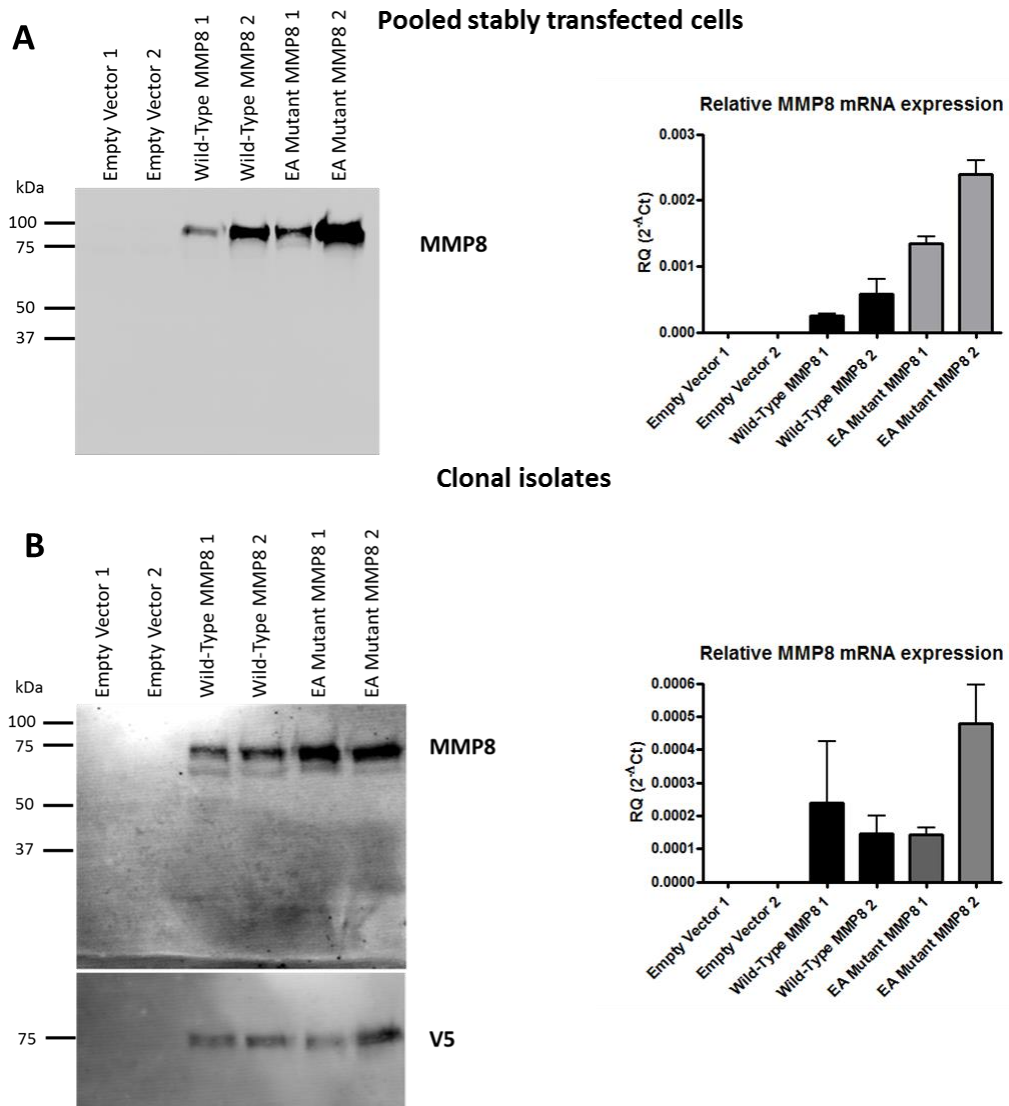 Pooled stably transfected cells
A
Empty Vector 1
Empty Vector 2
Wild-Type MMP8 1
Wild-Type MMP8 2
EA Mutant MMP8 1
EA Mutant MMP8 2
kDa
100
75
50
37
MMP8
Relative MMP8 mRNA expression
RQ (2-ΔCt)
0.003
0.002
0.001
0.000
Empty Vector 1
Empty Vector 2
Wild-Type MMP8 1
Wild-Type MMP8 2
EA Mutant MMP8 1
EA Mutant MMP8 2
Clonal isolates
B
Empty Vector 1
Empty Vector 2
Wild-Type MMP8 1
Wild-Type MMP8 2
EA Mutant MMP8 1
EA Mutant MMP8 2
kDa
100
75
50
37
MMP8
75
V5
Relative MMP8 mRNA expression
RQ (2-ΔCt)
0.0006
0.0005
0.0004
0.0003
0.0002
0.0001
0.0000
Empty Vector 1
Empty Vector 2
Wild-Type MMP8 1
Wild-Type MMP8 2
EA Mutant MMP8 1
EA Mutant MMP8 2